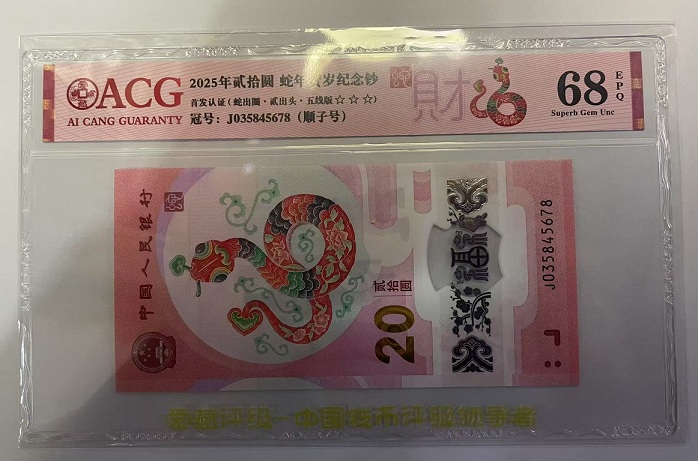 ACG
AI CANG GUARANTY
2025年贰拾圆 蛇年贺岁纪念钞
首发认证(蛇出圈·贰出头·五线版☆☆☆)
冠号: J035845678 (顺子号)
財
68
EPQ
Superb Gem Unc
中国人民银行
贰拾圆
20
J035845678
爱藏评级-中国钱币评级领导者